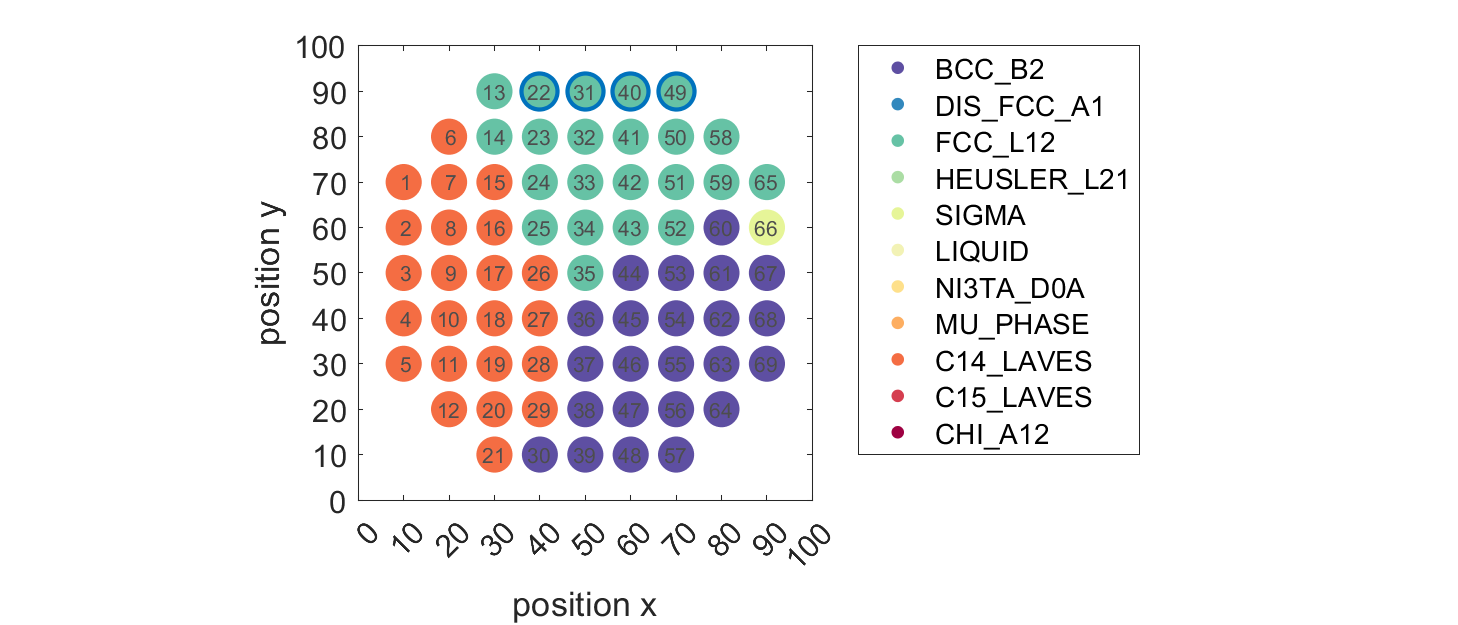 100
90
80
70
60
50
40
30
20
10
0
position y
13 22 31 40 49
6 14 23 32 41 50 58
1 7 15 24 33 42 51 59 65
2 8 16 25 34 43 52 60 66
3 9 17 26 35 44 53 61 67
4 10 18 27 36 45 54 62 68
5 11 19 28 37 46 55 63 69
12 20 29 38 47 56 64
21 30 39 48 57
0 10 20 30 40 50 60 70 80 90 100
position x
BCC_B2
DIS_FCC_A1
FCC_L12
HEUSLER_L21
SIGMA
LIQUID
NI3TA_D0A
MU_PHASE
C14_LAVES
C15_LAVES
CHI_A12